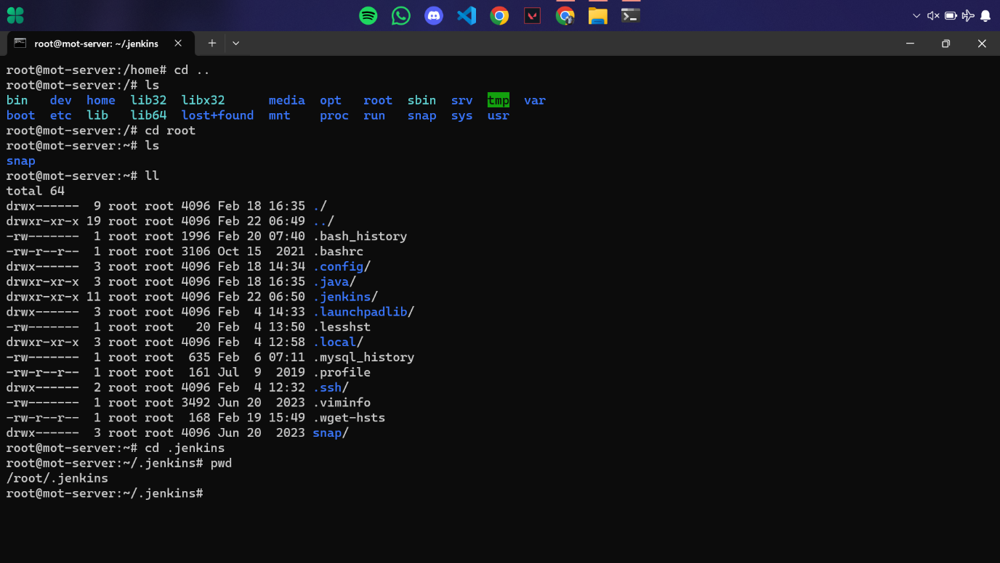 root@mot-server: ~/.jenkins
root@mot-server:/home# cd ..
root@mot-server:/# ls
bin   dev  home  lib32  libx32      media  opt   root  sbin  srv  tmp  var
boot  etc  lib   lib64  lost+found  mnt    proc  run   snap  sys  usr
root@mot-server:/# cd root
root@mot-server:~# ls
snap
root@mot-server:~# ll
total 64
drwx------  9 root root 4096 Feb 18 16:35 ./
drwxr-xr-x 19 root root 4096 Feb 22 06:49 ../
-rw-------  1 root root 1996 Feb 20 07:40 .bash_history
-rw-r--r--  1 root root 3106 Oct 15  2021 .bashrc
drwx------  3 root root 4096 Feb 18 14:34 .config/
drwxr-xr-x  3 root root 4096 Feb 18 16:35 .java/
drwxr-xr-x 11 root root 4096 Feb 22 06:50 .jenkins/
drwx------  3 root root 4096 Feb  4 14:33 .launchpadlib/
-rw-------  1 root root   20 Feb  4 13:50 .lesshst
drwxr-xr-x  3 root root 4096 Feb  4 12:58 .local/
-rw-------  1 root root  635 Feb  6 07:11 .mysql_history
-rw-r--r--  1 root root  161 Jul  9  2019 .profile
drwx------  2 root root 4096 Feb  4 12:32 .ssh/
-rw-------  1 root root 3492 Jun 20  2023 .viminfo
-rw-r--r--  1 root root  168 Feb 19 15:49 .wget-hsts
drwx------  3 root root 4096 Jun 20  2023 snap/
root@mot-server:~# cd .jenkins
root@mot-server:~/.jenkins# pwd
/root/.jenkins
root@mot-server:~/.jenkins#